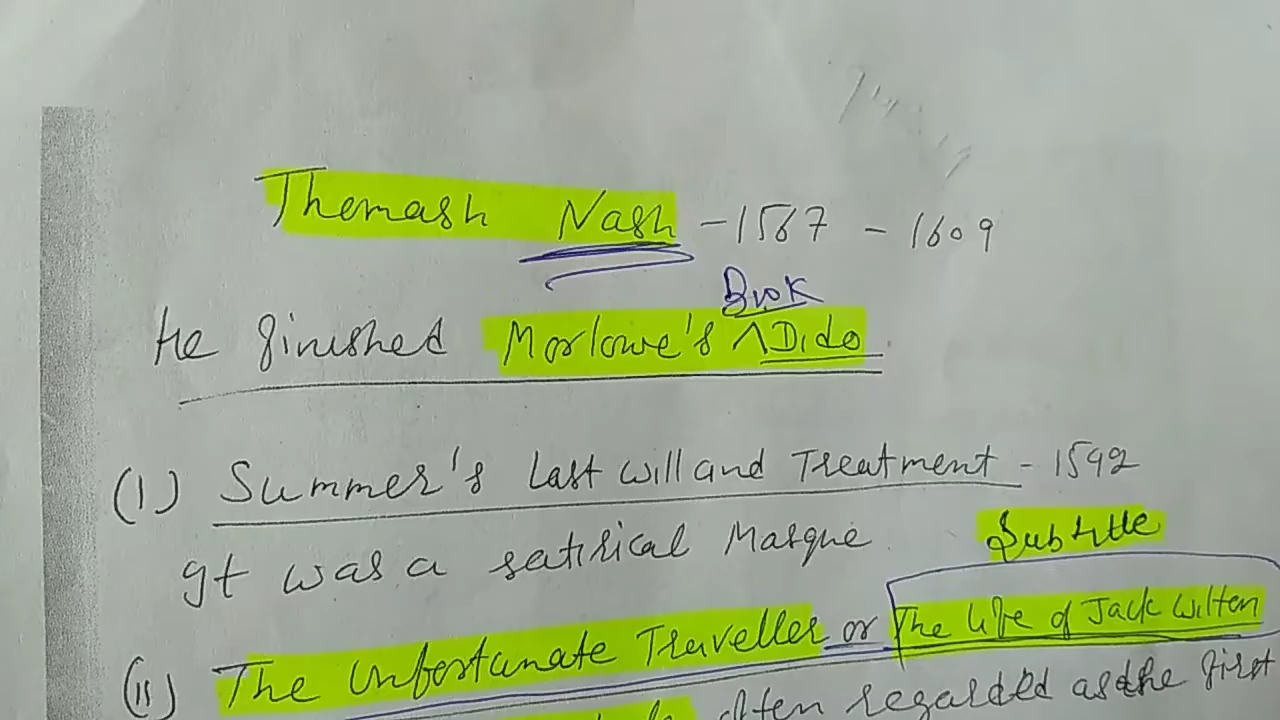 Themash Nash - 1567 - 1609
Book
He finished Marlowe's ^ Dido
(I) Summer's Last Will and Treatment - 1592
It was a satirical Masque
Subtitle
(II) The Unfortunate Traveller or The Life of Jack Wilten
often regarded as the first